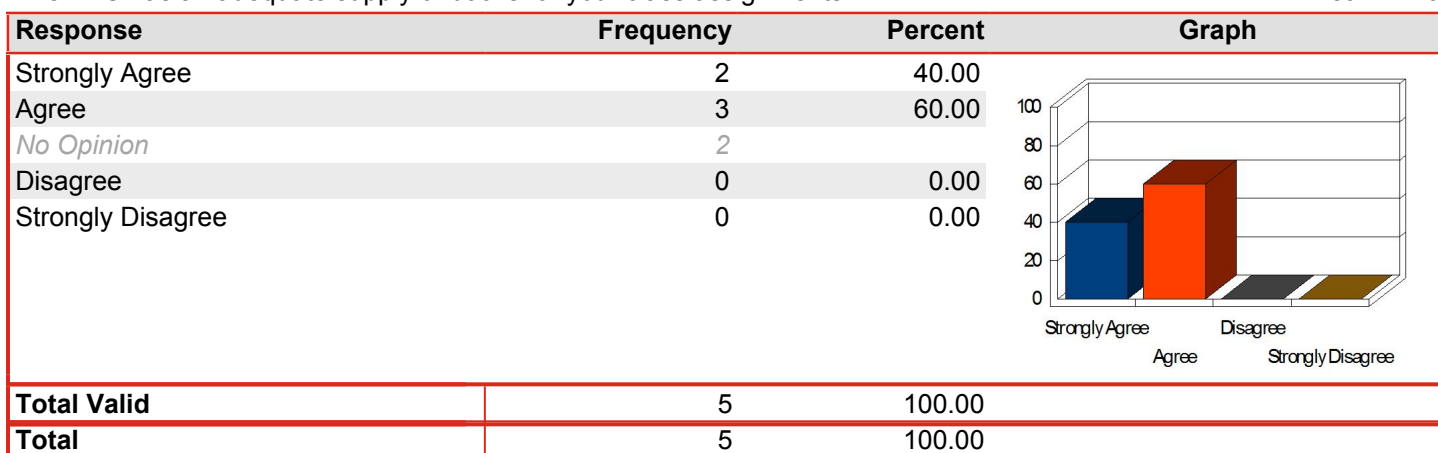 Response Frequency Percent Graph
Strongly Agree 2 40.00
Agree 3 60.00
No Opinion 2
Disagree 0 0.00
Strongly Disagree 0 0.00
100
80
60
40
20
0
Strongly Agree Disagree
Agree Strongly Disagree
Total Valid 5 100.00
Total 5 100.00